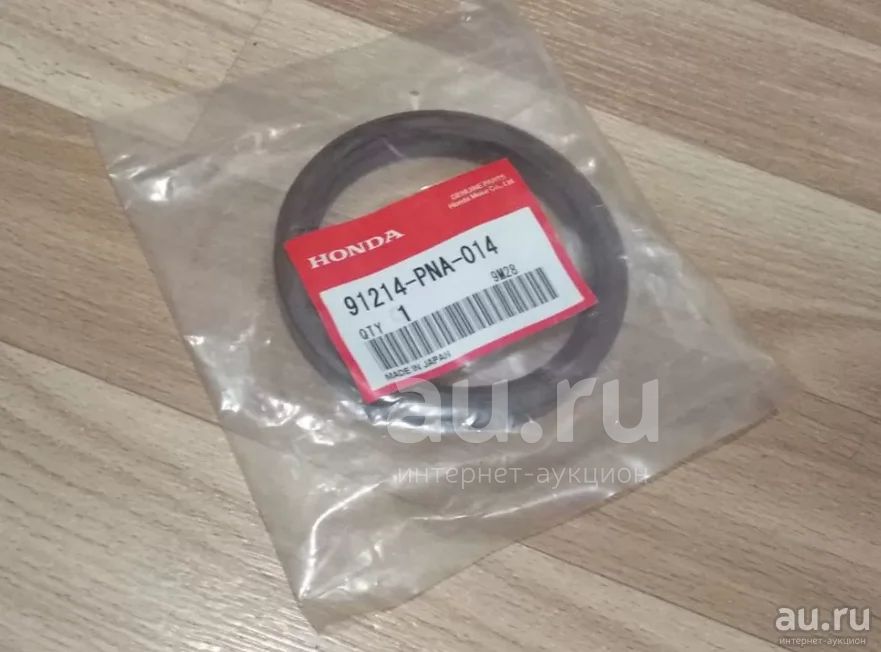 GENUINE PARTS
Honda Motor Co., Ltd.
HONDA
91214-PNA-014
9M28
QTY 1
MADE IN JAPAN
au.ru
интернет-аукцион
au.ru
интернет-аукцион